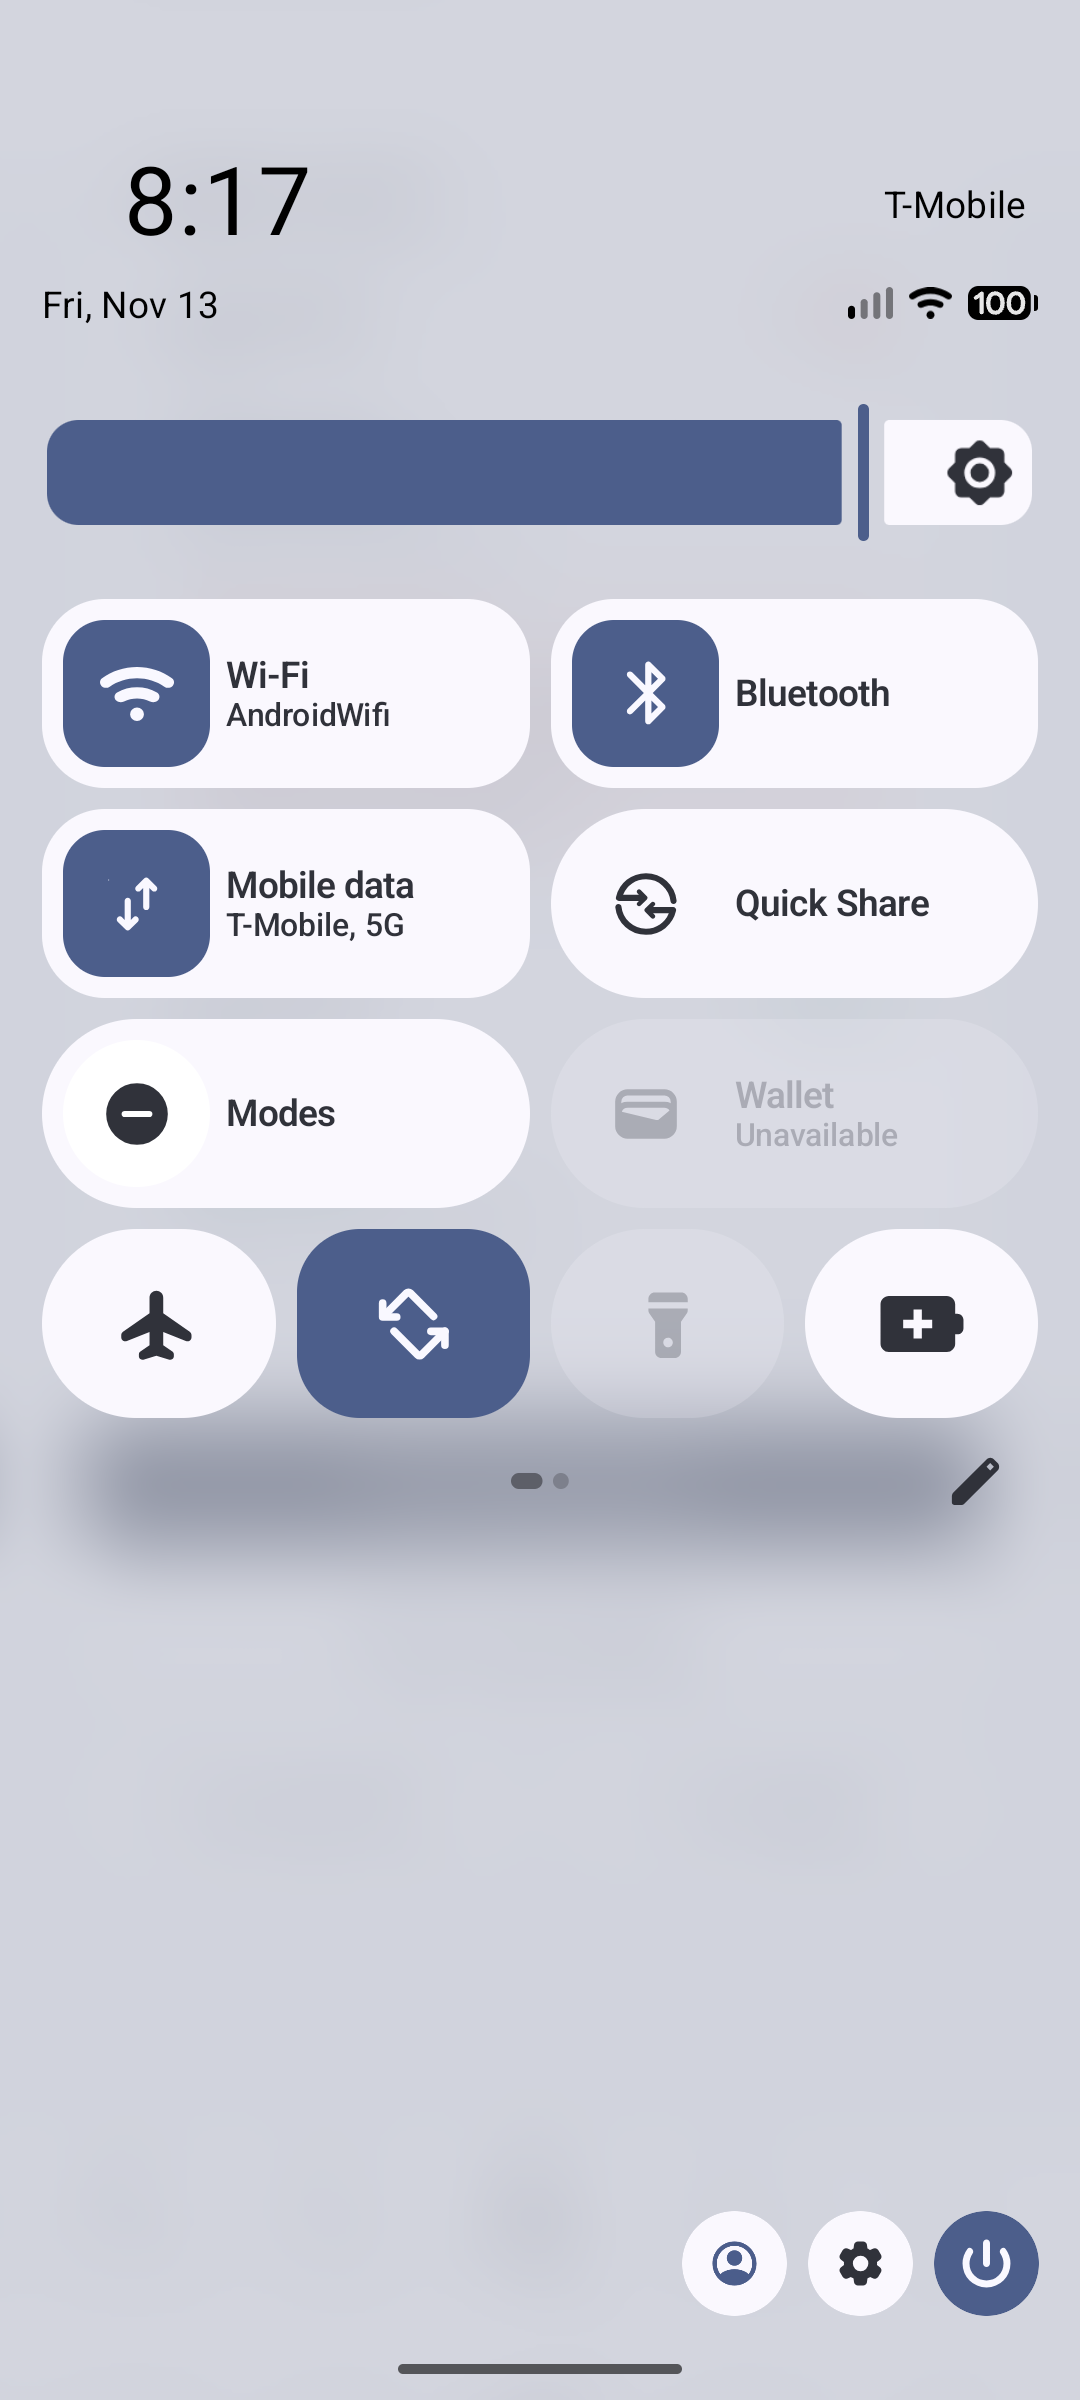 8:17
T-Mobile
Fri, Nov 13
100
Wi-Fi
AndroidWifi
Bluetooth
Mobile data
T-Mobile, 5G
Quick Share
Modes
Wallet
Unavailable